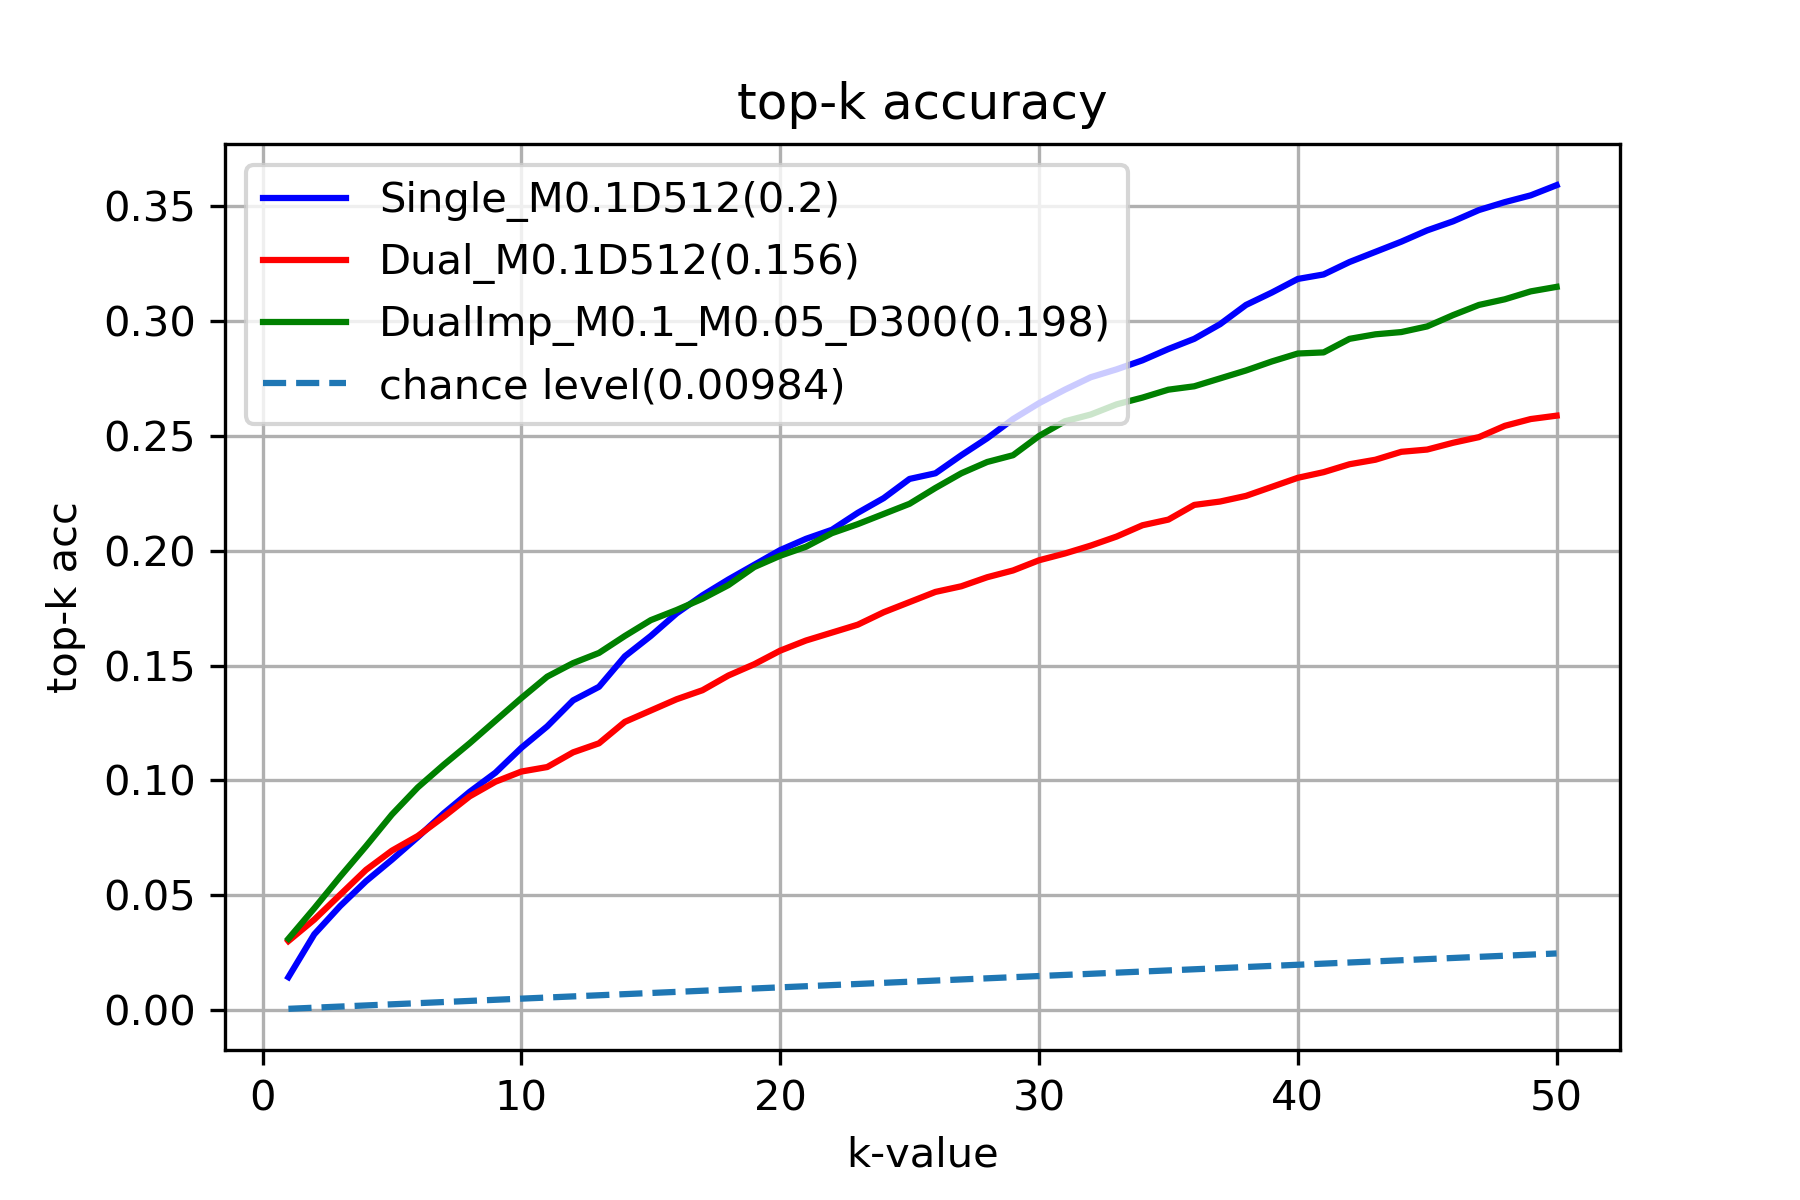 top-k accuracy
Single_M0.1D512(0.2)
Dual_M0.1D512(0.156)
DualImp_M0.1_M0.05_D300(0.198)
chance level(0.00984)
top-k acc
0.35
0.30
0.25
0.20
0.15
0.10
0.05
0.00
0 10 20 30 40 50
k-value